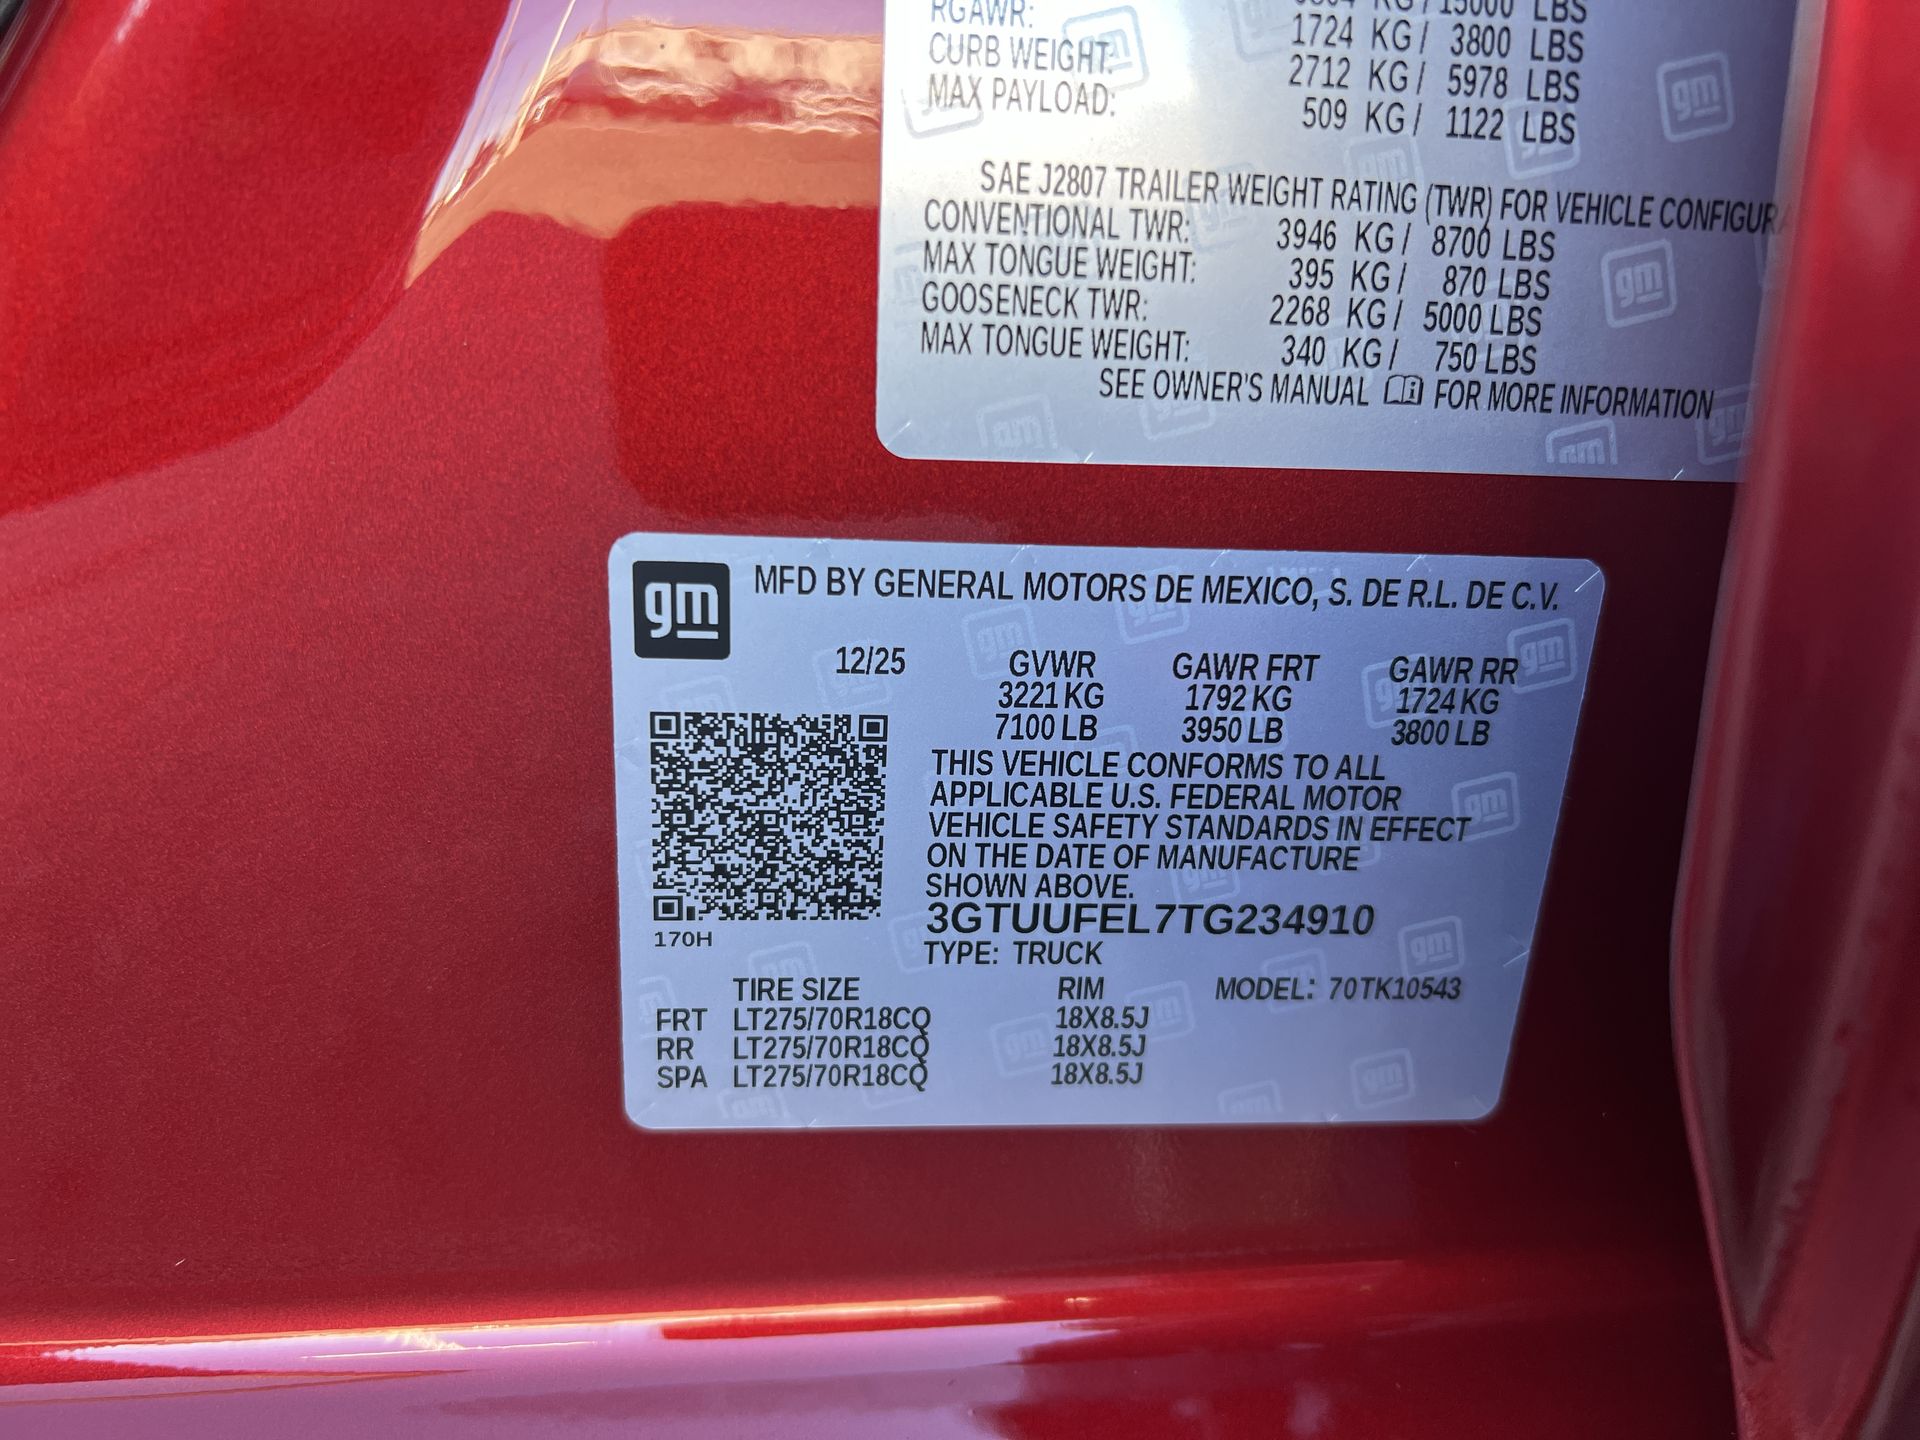 RGAWR: 1724 KG / 3800 LBS
CURB WEIGHT: 2712 KG / 5978 LBS
MAX PAYLOAD: 509 KG / 1122 LBS
SAE J2807 TRAILER WEIGHT RATING (TWR) FOR VEHICLE
CONVENTIONAL TWR: 3946 KG / 8700 LBS
MAX TONGUE WEIGHT: 395 KG / 870 LBS
GOOSENECK TWR: 2268 KG / 5000 LBS
MAX TONGUE WEIGHT: 340 KG / 750 LBS
SEE OWNER'S MANUAL FOR MORE INFORMATION
gm MFD BY GENERAL MOTORS DE MEXICO, S. DE R.L. DE C.V.
12/25 GVWR GAWR FRT GAWR RR
3221 KG 1792 KG 1724 KG
7100 LB 3950 LB 3800 LB
THIS VEHICLE CONFORMS TO ALL
APPLICABLE U.S. FEDERAL MOTOR
VEHICLE SAFETY STANDARDS IN EFFECT
ON THE DATE OF MANUFACTURE
SHOWN ABOVE.
3GTUUFEL7TG234910
170H
TYPE: TRUCK
TIRE SIZE RIM MODEL: 70TK10543
FRT LT275/70R18CQ 18X8.5J
RR LT275/70R18CQ 18X8.5J
SPA LT275/70R18CQ 18X8.5J